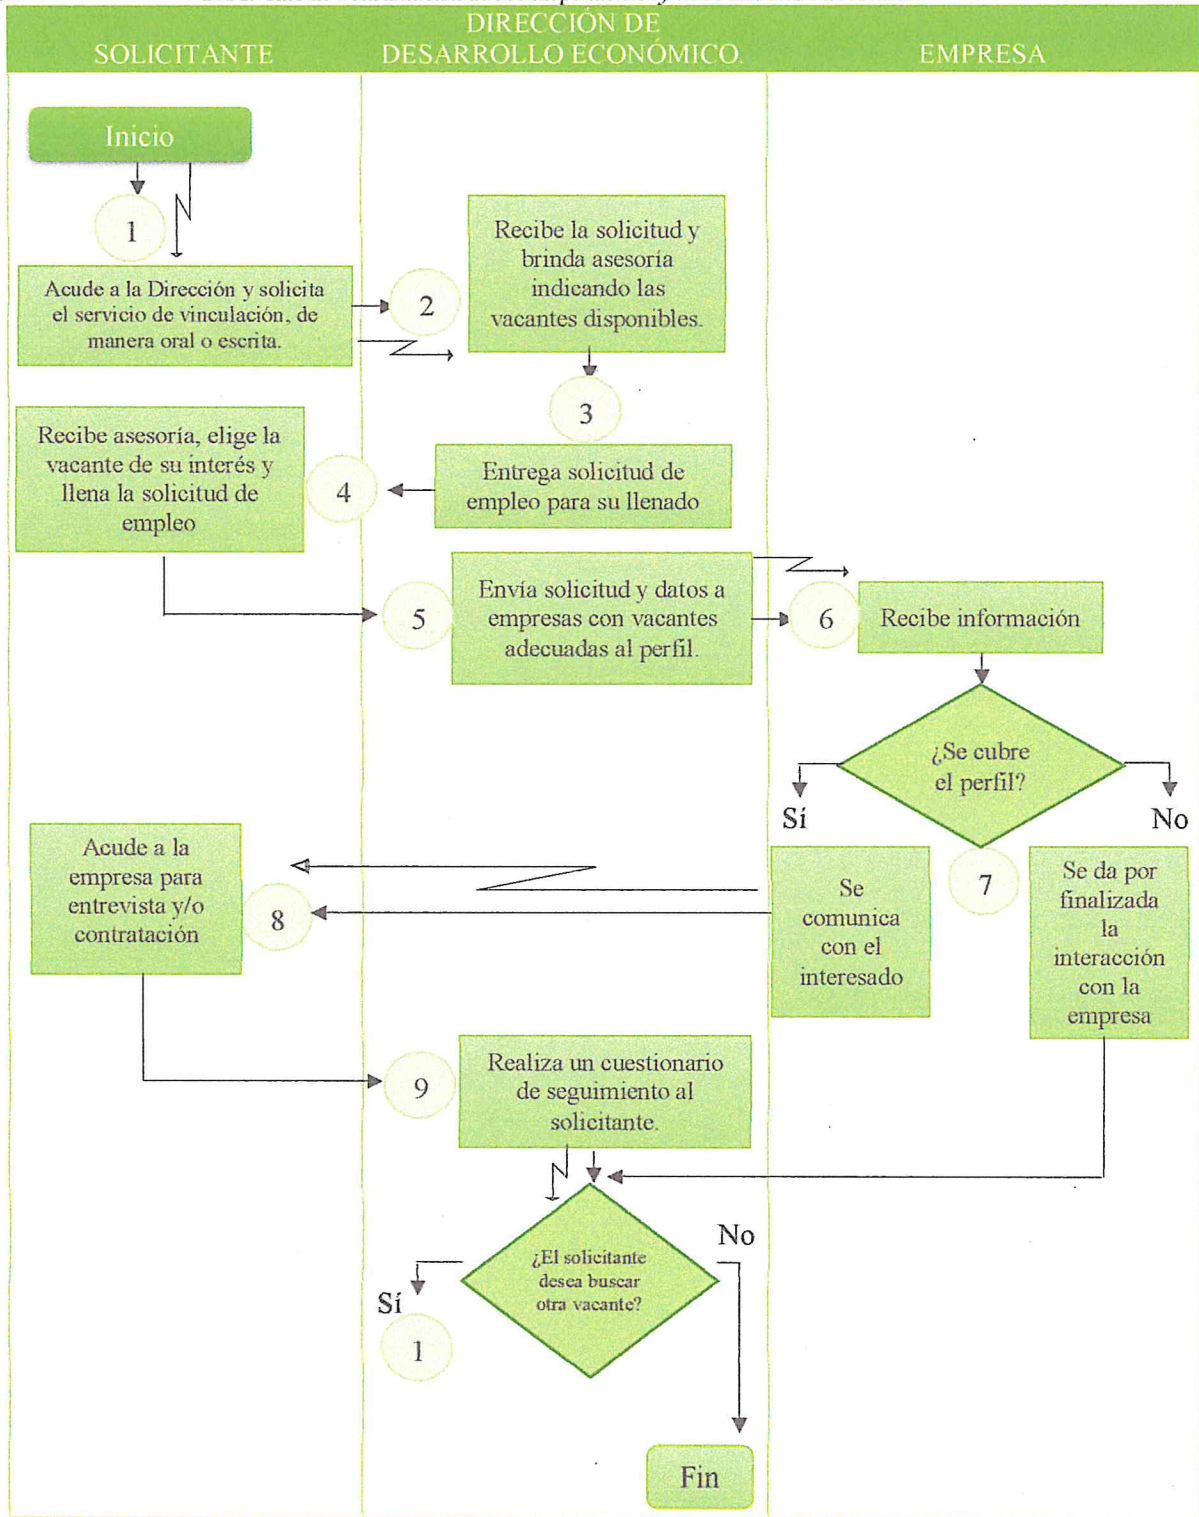 SOLICITANTE
DIRECCIÓN DE
DESARROLLO ECONÓMICO.
EMPRESA
Inicio
1
Acude a la Dirección y solicita
el servicio de vinculación, de
manera oral o escrita.
2
Recibe la solicitud y
brinda asesoría
indicando las
vacantes disponibles.
3
Entrega solicitud de
empleo para su llenado
4
Recibe asesoría, elige la
vacante de su interés y
llena la solicitud de
empleo
5
Envía solicitud y datos a
empresas con vacantes
adecuadas al perfil.
6
Recibe información
¿Se cubre
el perfil?
Sí
No
7
Se
comunica
con el
interesado
Se da por
finalizada
la
interacción
con la
empresa
8
Acude a la
empresa para
entrevista y/o
contratación
9
Realiza un cuestionario
de seguimiento al
solicitante.
¿El solicitante
desea buscar
otra vacante?
Sí
No
1
Fin